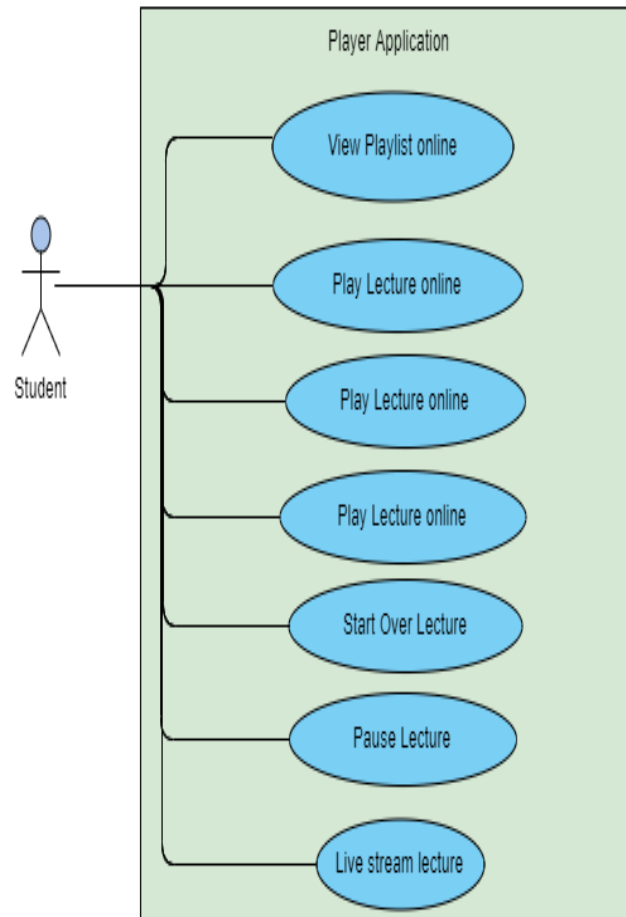 Player Application
View Playlist online
Play Lecture online
Student
Play Lecture online
Play Lecture online
Start Over Lecture
Pause Lecture
Live stream lecture